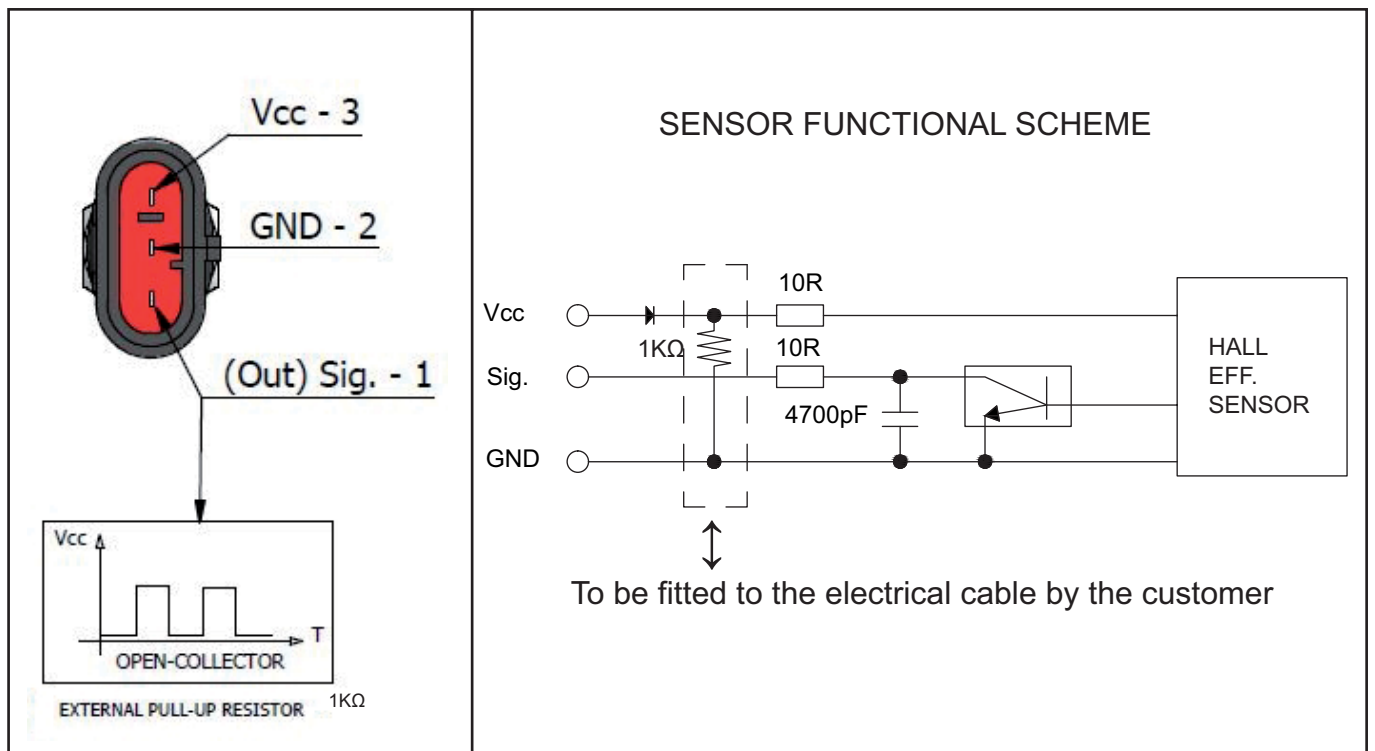 Vcc - 3
GND - 2
(Out) Sig. - 1
Vcc
T
OPEN-COLLECTOR
EXTERNAL PULL-UP RESISTOR 1KΩ
SENSOR FUNCTIONAL SCHEME
10R
Vcc
1KΩ
10R
Sig.
4700pF
GND
HALL
EFF.
SENSOR
To be fitted to the electrical cable by the customer